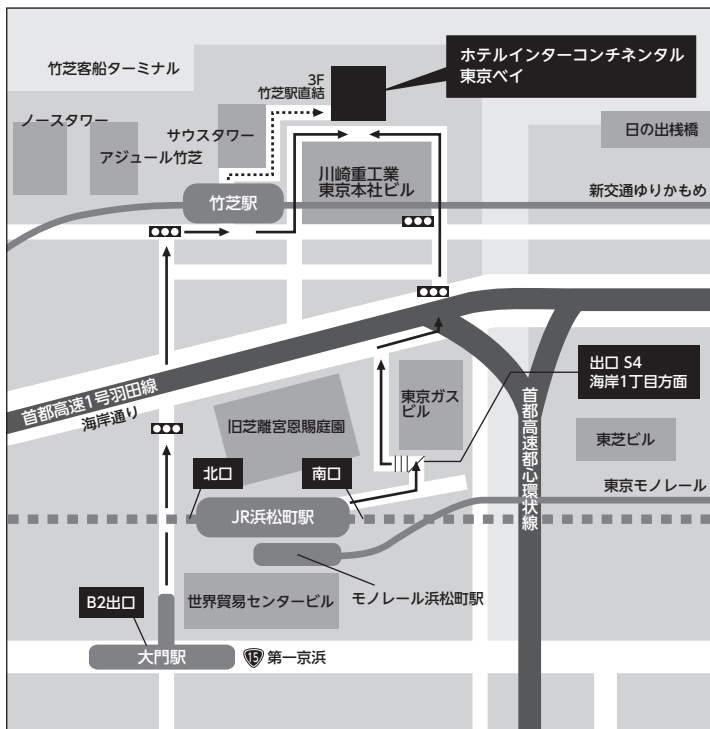 ホテルインターコンチネンタル
東京ベイ
竹芝客船ターミナル
3F
竹芝駅直結
ノースタワー
サウスタワー
アジュール竹芝
日の出桟橋
川崎重工業
東京本社ビル
竹芝駅
新交通ゆりかもめ
首都高速1号羽田線
海岸通り
出口 S4
海岸1丁目方面
東京ガス
ビル
首都高速都心環状線
旧芝離宮恩賜庭園
東芝ビル
北口
南口
東京モノレール
JR浜松町駅
B2出口
世界貿易センタービル
モノレール浜松町駅
大門駅
15 第一京浜